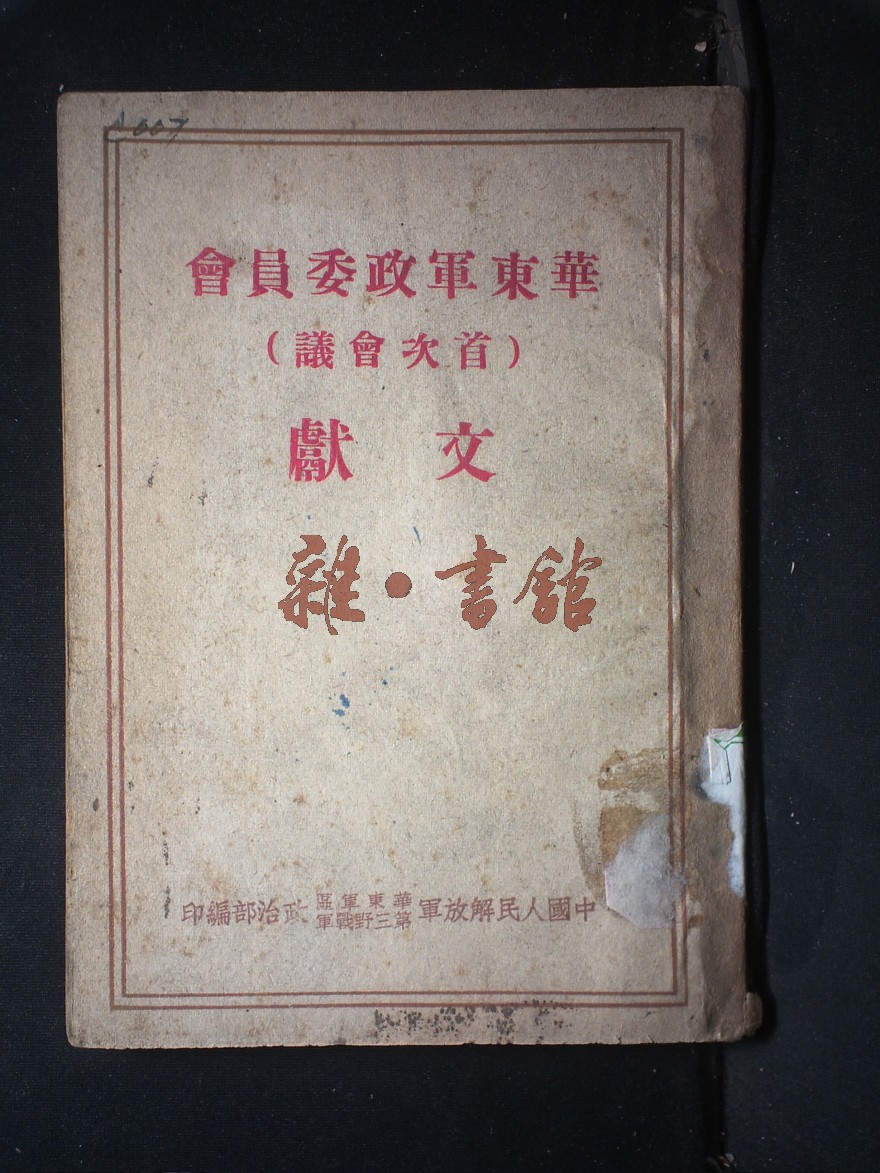 華東軍政委員會
（首次會議）
文獻
雜·書館
中國人民解放軍華東軍區第三野戰軍政治部編印